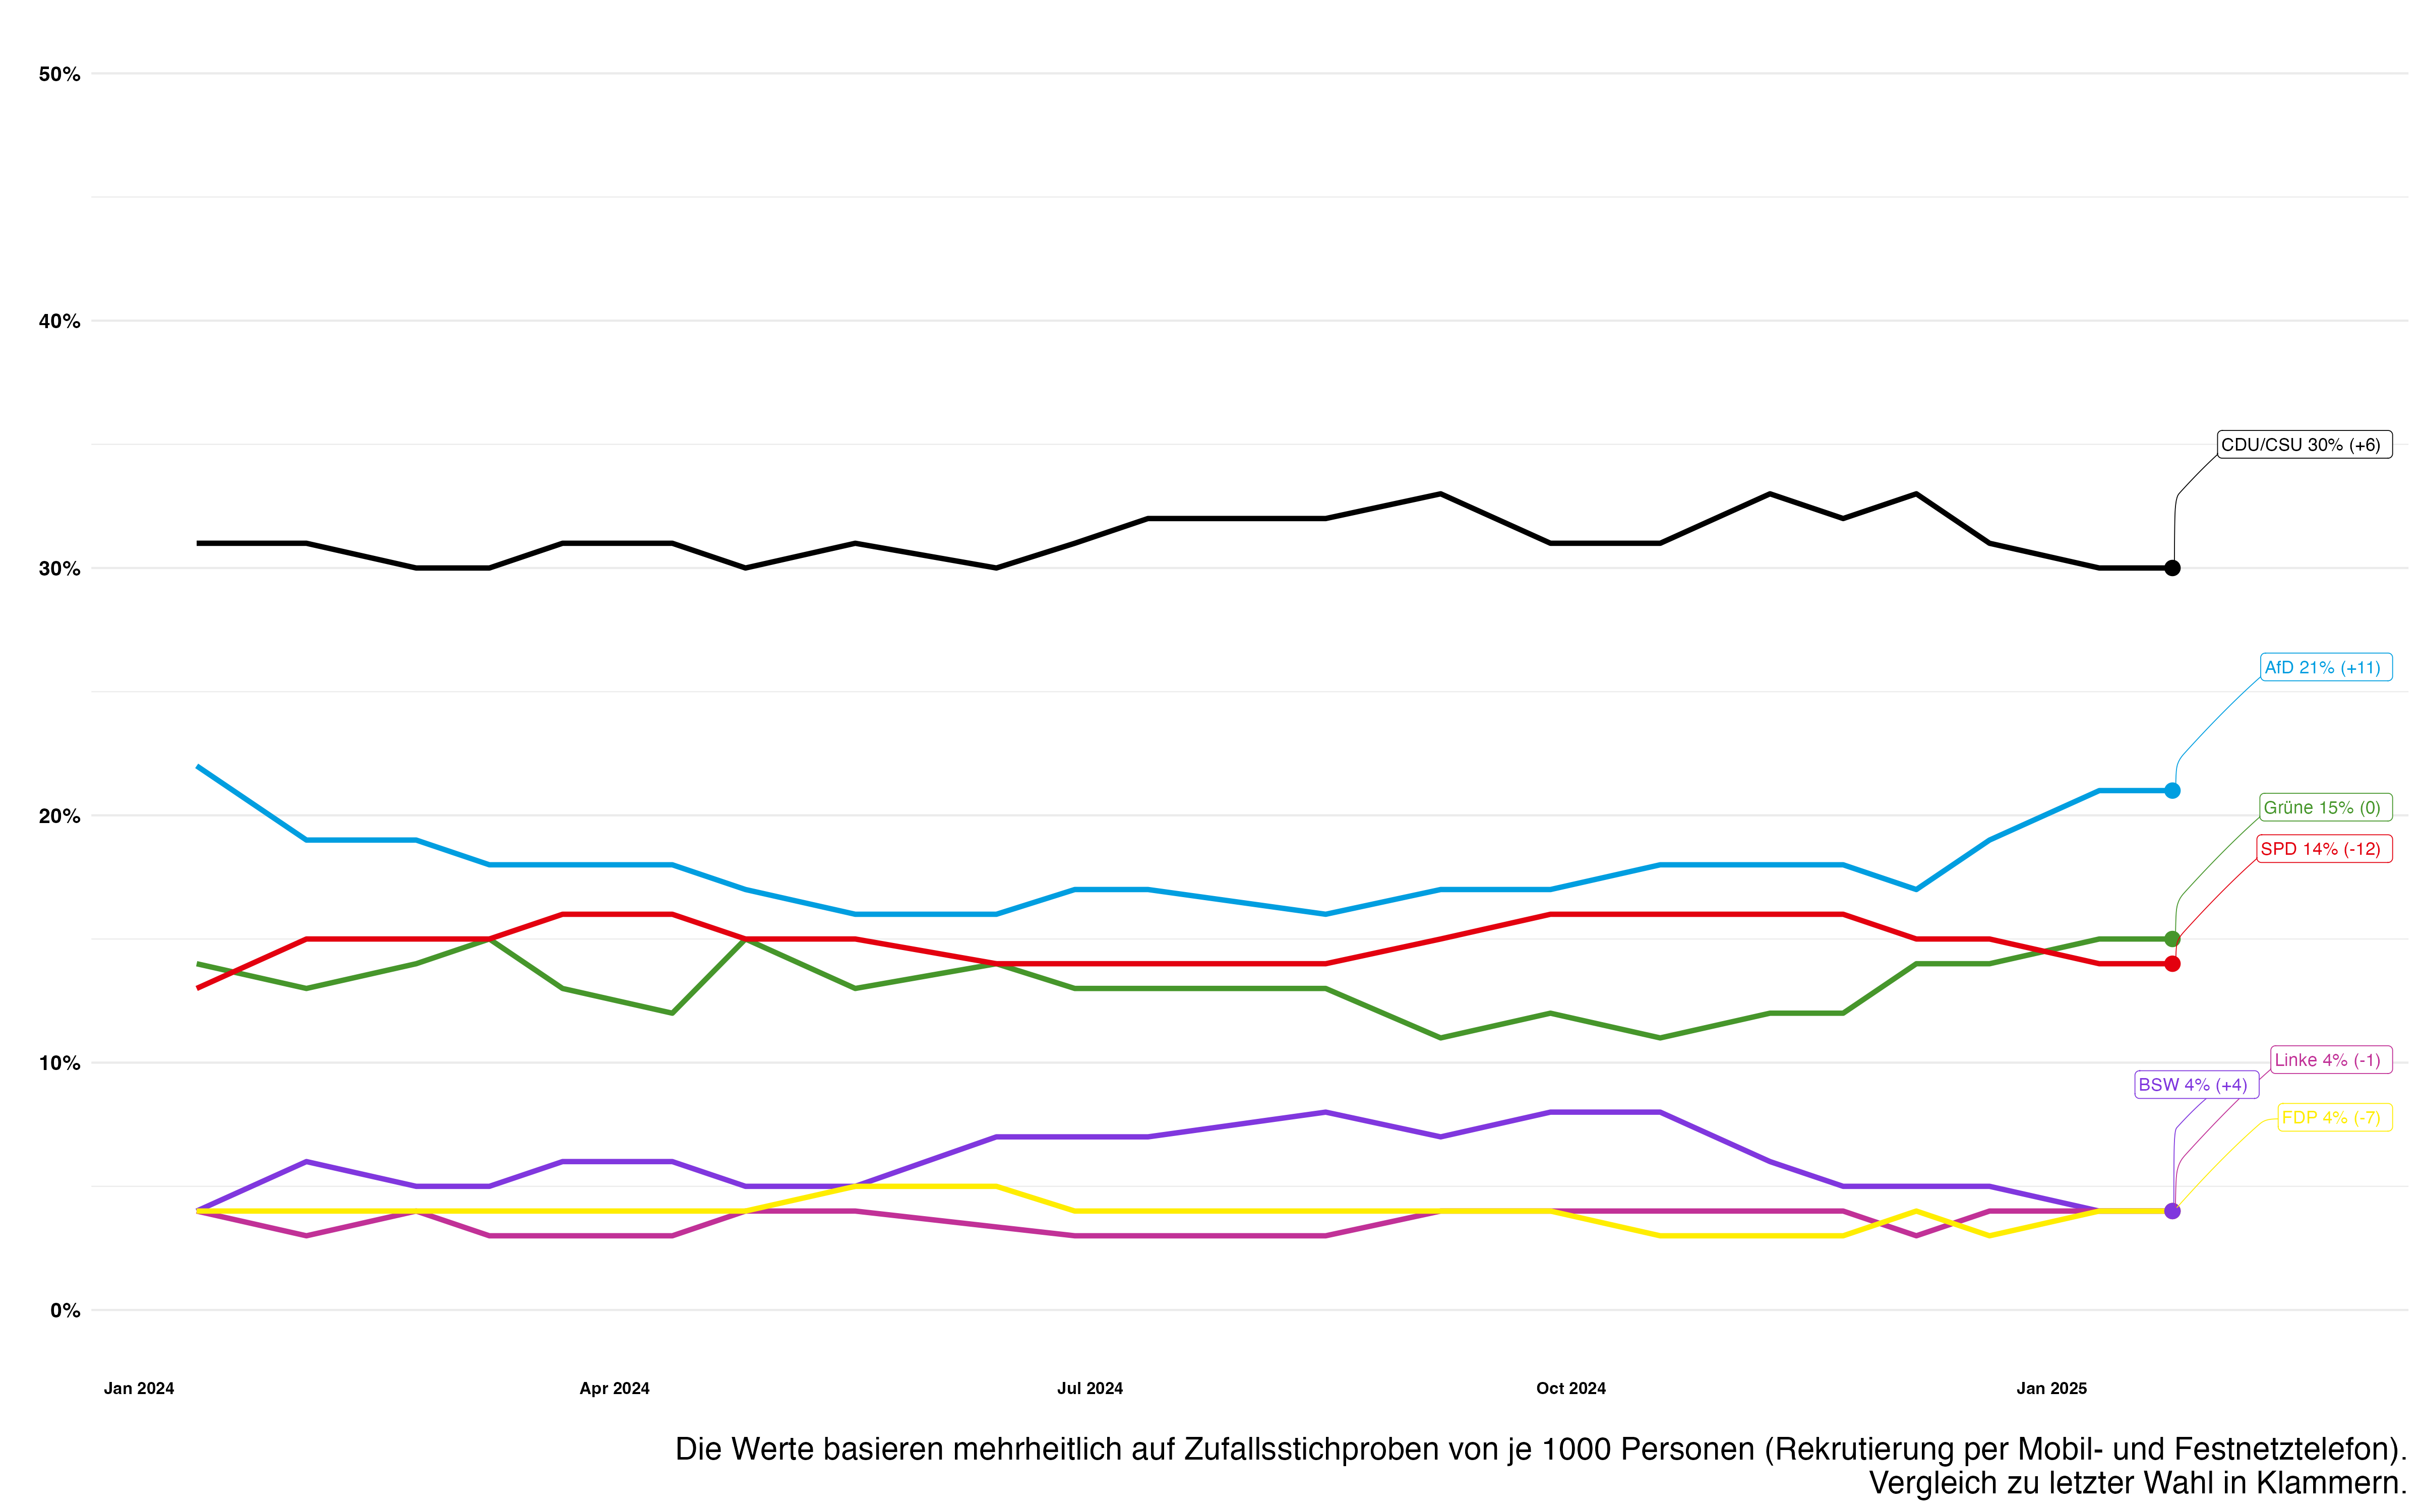 50%
40%
30%
20%
10%
0%
CDU/CSU 30% (+6)
AfD 21% (+11)
Grüne 15% (0)
SPD 14% (-12)
Linke 4% (-1)
BSW 4% (+4)
FDP 4% (-7)
Jan 2024
Apr 2024
Jul 2024
Oct 2024
Jan 2025
Die Werte basieren mehrheitlich auf Zufallsstichproben von je 1000 Personen (Rekrutierung per Mobil- und Festnetztelefon).
Vergleich zu letzter Wahl in Klammern.